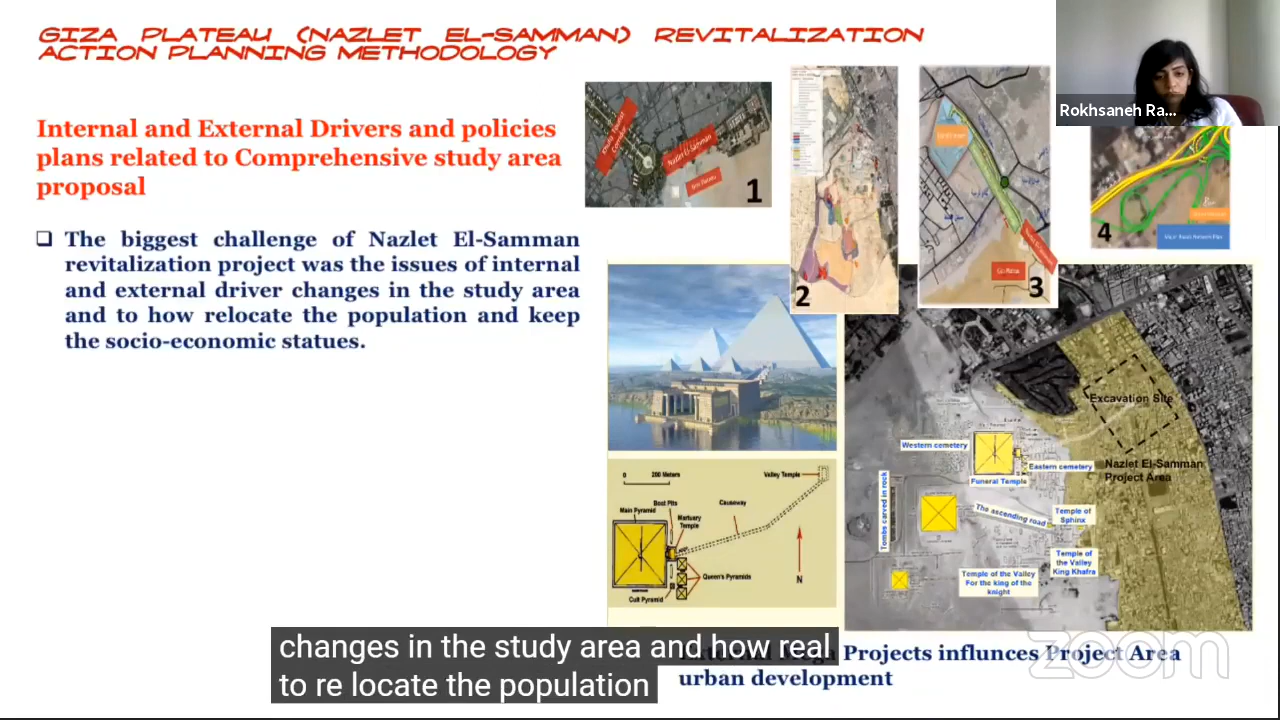 GIZA PLATEAU (NAZLET EL-SAMMAN) REVITALIZATION
ACTION PLANNING METHODOLOGY
Rokhsaneh Ra...
Internal and External Drivers and policies
plans related to Comprehensive study area
proposal
❑ The biggest challenge of Nazlet El-Samman
revitalization project was the issues of internal
and external driver changes in the study area
and to how relocate the population and keep
the socio-economic statues.
Nazlet El-Samman
1
2
3
4
Excavation Site
Nazlet El-Samman
Project Area
Western cemetery
Eastern cemetery
Funeral Temple
Tombs carved in rock
The ascending road
Temple of
Sphinx
Temple of
the Valley
King Khafra
Temple of the Valley
For the king of the
knight
0 200 Meters
Valley Temple
Boat Pits
Causeway
Main Pyramid
Mortuary
Temple
Queen's Pyramids
N
Cult Pyramid
changes in the study area and how real
to re locate the population
Projects influnces Project Area
urban development
zoom